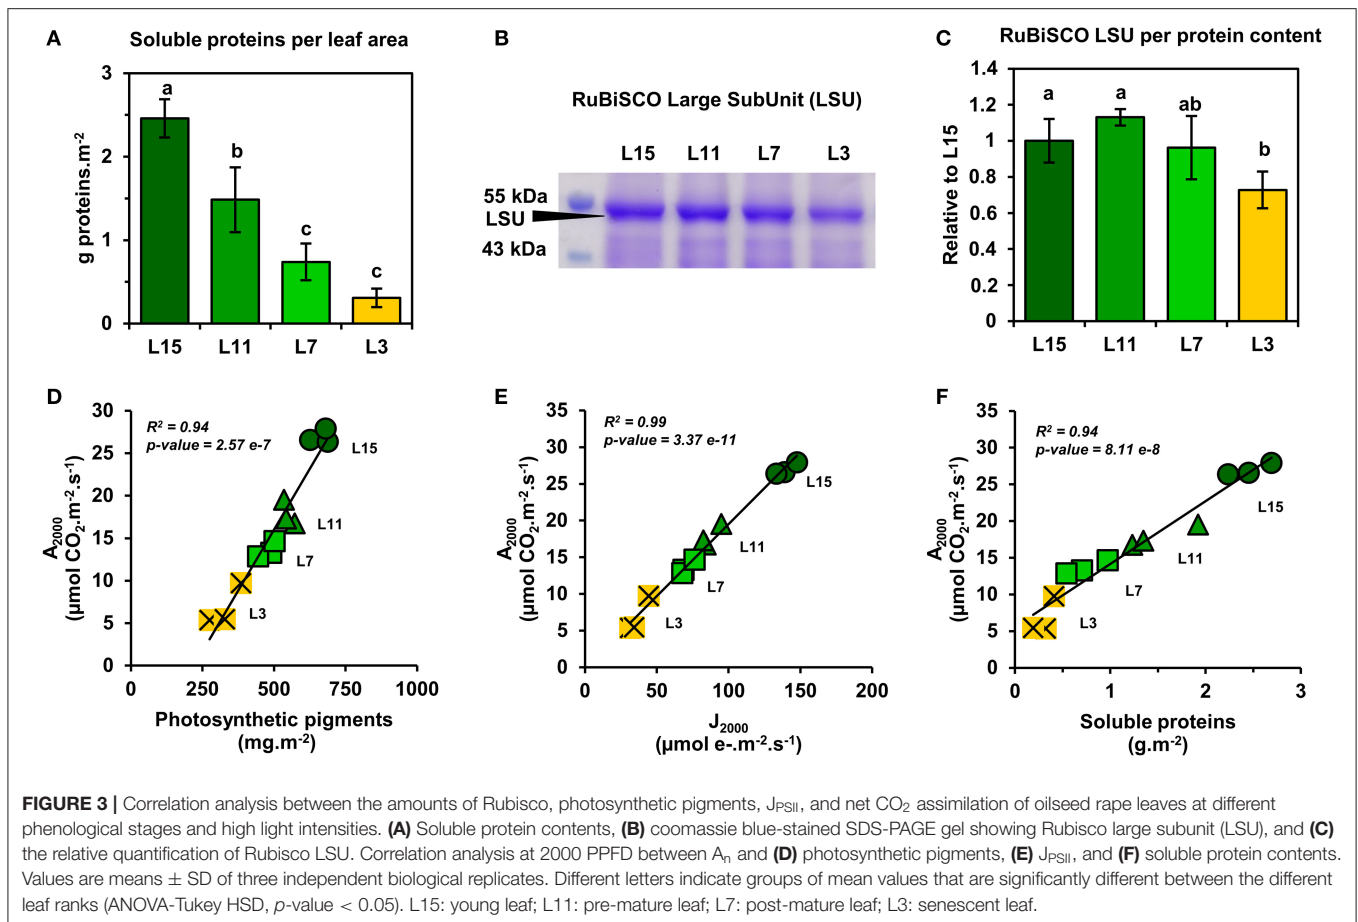 A
Soluble proteins per leaf area
g proteins.m-2
3
2
1
0
a
b
c
c
L15
L11
L7
L3
B
RuBiSCO Large SubUnit (LSU)
L15
L11
L7
L3
55 kDa
LSU
43 kDa
C
RuBiSCO LSU per protein content
Relative to L15
1.4
1.2
1
0.8
0.6
0.4
0.2
0
a
a
ab
b
L15
L11
L7
L3
D
A2000
(µmol CO2.m-2.s-1)
30
25
20
15
10
5
0
R2 = 0.94
p-value = 2.57 e-7
L15
L11
L7
L3
0
250
500
750
1000
Photosynthetic pigments
(mg.m-2)
E
A2000
(µmol CO2.m-2.s-1)
35
30
25
20
15
10
5
0
R2 = 0.99
p-value = 3.37 e-11
L15
L11
L7
L3
0
50
100
150
200
J2000
(µmol e-.m-2.s-1)
F
A2000
(µmol CO2.m-2.s-1)
35
30
25
20
15
10
5
0
R2 = 0.94
p-value = 8.11 e-8
L15
L11
L7
L3
0
1
2
3
Soluble proteins
(g.m-2)
FIGURE 3 | Correlation analysis between the amounts of Rubisco, photosynthetic pigments, JPSII, and net CO2 assimilation of oilseed rape leaves at different
phenological stages and high light intensities. (A) Soluble protein contents, (B) coomassie blue-stained SDS-PAGE gel showing Rubisco large subunit (LSU), and (C)
the relative quantification of Rubisco LSU. Correlation analysis at 2000 PPFD between An and (D) photosynthetic pigments, (E) JPSII, and (F) soluble protein contents.
Values are means ± SD of three independent biological replicates. Different letters indicate groups of mean values that are significantly different between the different
leaf ranks (ANOVA-Tukey HSD, p-value < 0.05). L15: young leaf; L11: pre-mature leaf; L7: post-mature leaf; L3: senescent leaf.